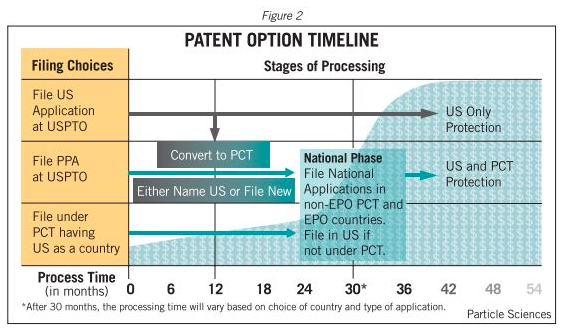 Figure 2
PATENT OPTION TIMELINE
Filing Choices
Stages of Processing
File US
Application
at USPTO
US Only
Protection
File PPA
at USPTO
Convert to PCT
Either Name US or File New
National Phase
File National
Applications in
non-EPO PCT and
EPO countries.
File in US if
not under PCT.
US and PCT
Protection
File under
PCT having
US as a country
Process Time
(in months)
0 6 12 18 24 30* 36 42 48 54
*After 30 months, the processing time will vary based on choice of country and type of application.
Particle Sciences